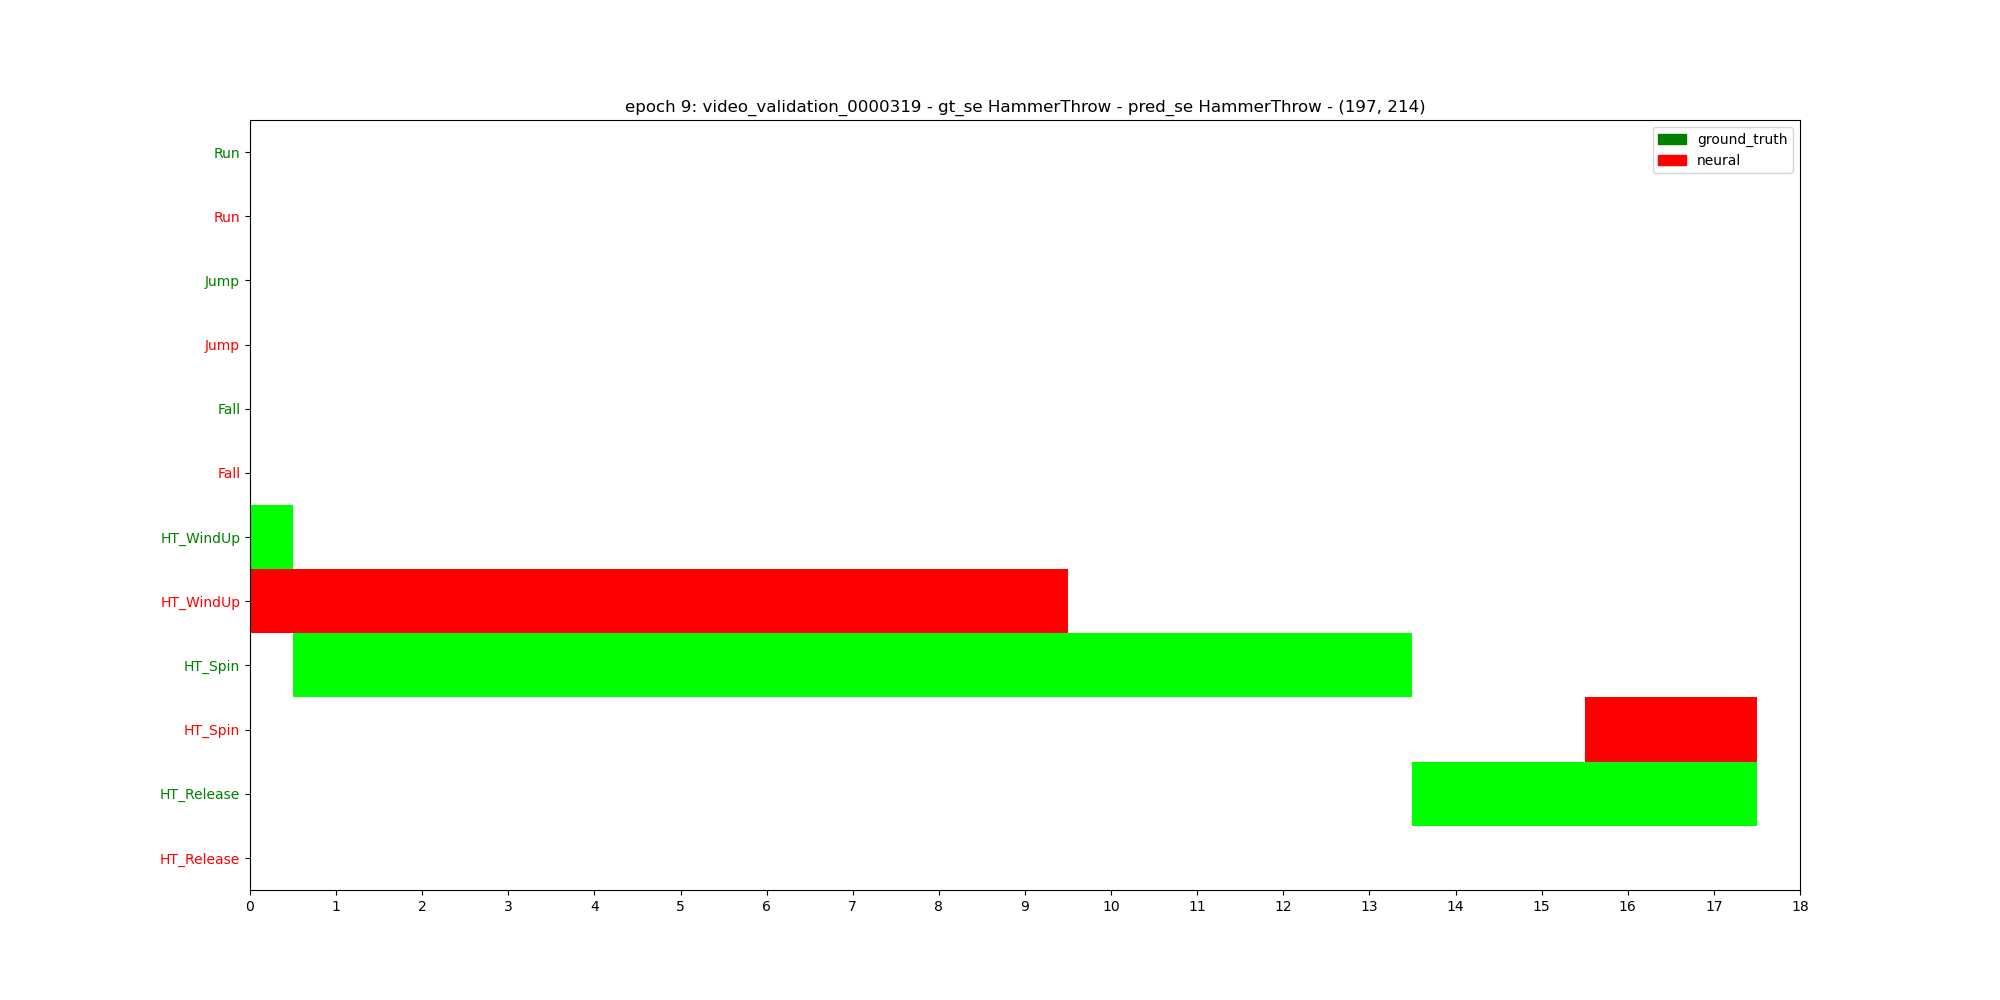 epoch 9: video_validation_0000319 - gt_se HammerThrow - pred_se HammerThrow - (197, 214)
ground_truth
neural
Run
Run
Jump
Jump
Fall
Fall
HT_WindUp
HT_WindUp
HT_Spin
HT_Spin
HT_Release
HT_Release
0 1 2 3 4 5 6 7 8 9 10 11 12 13 14 15 16 17 18